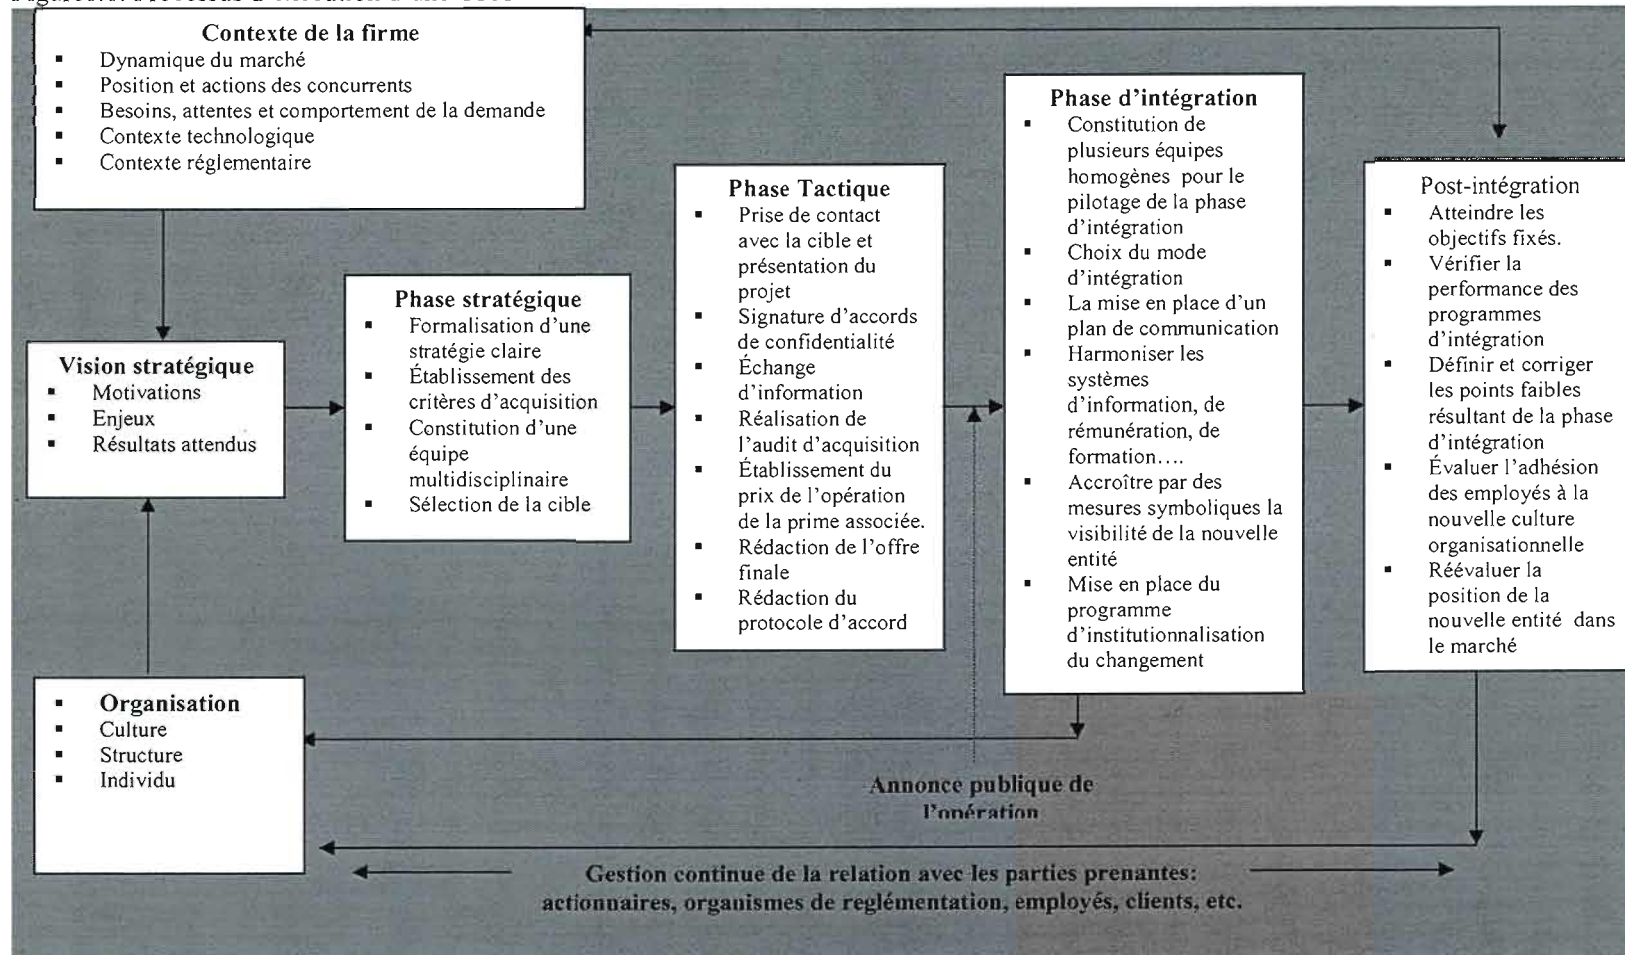 Contexte de la firme
▪ Dynamique du marché
▪ Position et actions des concurrents
▪ Besoins, attentes et comportement de la demande
▪ Contexte technologique
▪ Contexte réglementaire
Vision stratégique
▪ Motivations
▪ Enjeux
▪ Résultats attendus
▪ Organisation
▪ Culture
▪ Structure
▪ Individu
Phase stratégique
▪ Formalisation d'une
stratégie claire
▪ Établissement des
critères d'acquisition
▪ Constitution d'une
équipe
multidisciplinaire
▪ Sélection de la cible
Phase Tactique
▪ Prise de contact
avec la cible et
présentation du
projet
▪ Signature d'accords
de confidentialité
▪ Échange
d'information
▪ Réalisation de
l'audit d'acquisition
▪ Établissement du
prix de l'opération
de la prime associée.
▪ Rédaction de l'offre
finale
▪ Rédaction du
protocole d'accord
Phase d'intégration
▪ Constitution de
plusieurs équipes
homogènes pour le
pilotage de la phase
d'intégration
▪ Choix du mode
d'intégration
▪ La mise en place d'un
plan de communication
▪ Harmoniser les
systèmes
d'information, de
rémunération, de
formation….
▪ Accroître par des
mesures symboliques la
visibilité de la nouvelle
entité
▪ Mise en place du
programme
d'institutionnalisation
du changement
Post-intégration
▪ Atteindre les
objectifs fixés.
▪ Vérifier la
performance des
programmes
d'intégration
▪ Définir et corriger
les points faibles
résultant de la phase
d'intégration
▪ Évaluer l'adhésion
des employés à la
nouvelle culture
organisationnelle
▪ Réévaluer la
position de la
nouvelle entité dans
le marché
Annonce publique de
l'opération
Gestion continue de la relation avec les parties prenantes:
actionnaires, organismes de reglémentation, employés, clients, etc.